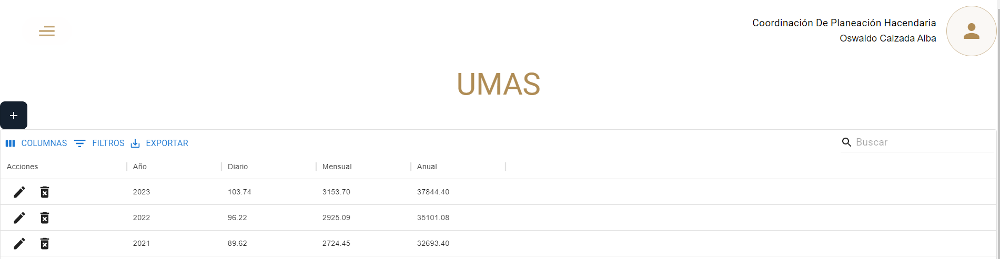 Coordinación De Planeación Hacendaria
Oswaldo Calzada Alba
UMAS
+
COLUMNAS FILTROS EXPORTAR Buscar
Acciones Año Diario Mensual Anual
2023 103.74 3153.70 37844.40
2022 96.22 2925.09 35101.08
2021 89.62 2724.45 32693.40